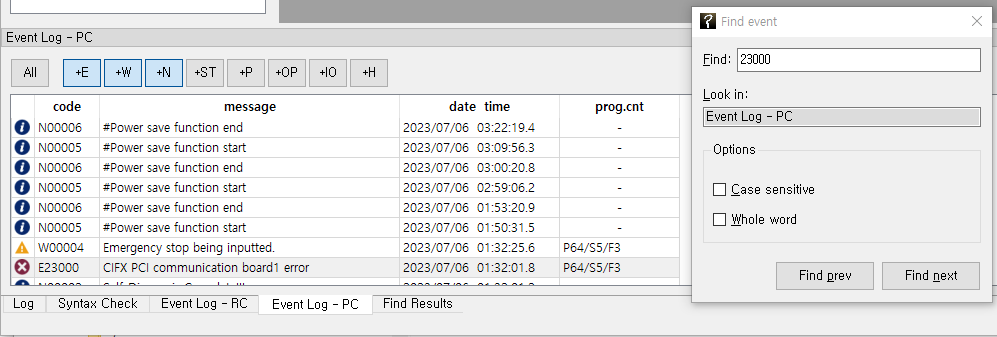 Event Log - PC
All +E +W +N +ST +P +OP +IO +H
code message date time prog.cnt
N00006 #Power save function end 2023/07/06 03:22:19.4 -
N00005 #Power save function start 2023/07/06 03:09:56.3 -
N00006 #Power save function end 2023/07/06 03:00:20.8 -
N00005 #Power save function start 2023/07/06 02:59:06.2 -
N00006 #Power save function end 2023/07/06 01:53:20.9 -
N00005 #Power save function start 2023/07/06 01:50:31.5 -
W00004 Emergency stop being inputted. 2023/07/06 01:32:25.6 P64/S5/F3
E23000 CIFX PCI communication board1 error 2023/07/06 01:32:01.8 P64/S5/F3
Log Syntax Check Event Log - RC Event Log - PC Find Results
Find event
Find: 23000
Look in:
Event Log - PC
Options
Case sensitive
Whole word
Find prev Find next